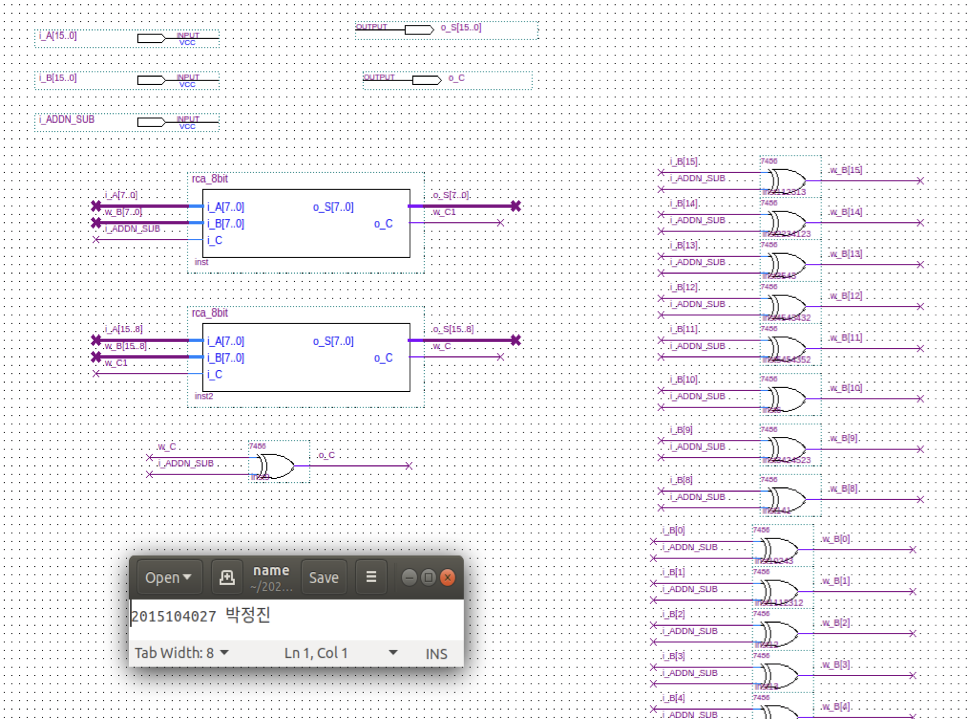 i_A[15..0]
INPUT
VCC
OUTPUT
o_S[15..0]
i_B[15..0]
INPUT
VCC
OUTPUT
o_C
i_ADDN_SUB
INPUT
VCC
rca_8bit
i_A[7..0]
w_B[7..0]
i_ADDN_SUB
i_A[7..0]
i_B[7..0]
i_C
o_S[7..0]
o_C
o_S[7..0]
w_C1
inst
rca_8bit
i_A[15..8]
w_B[15..8]
w_C1
i_A[7..0]
i_B[7..0]
i_C
o_S[7..0]
o_C
o_S[15..8]
w_C
inst2
w_C
i_ADDN_SUB
7486
o_C
Open
name
~/202...
Save
2015104027 박정진
Tab Width: 8
Ln 1, Col 1
INS
i_B[15]
i_ADDN_SUB
7486
w_B[15]
i_B[14]
i_ADDN_SUB
7486
w_B[14]
i_B[13]
i_ADDN_SUB
7486
w_B[13]
i_B[12]
i_ADDN_SUB
7486
w_B[12]
i_B[11]
i_ADDN_SUB
7486
w_B[11]
i_B[10]
i_ADDN_SUB
7486
w_B[10]
i_B[9]
i_ADDN_SUB
7486
w_B[9]
i_B[8]
i_ADDN_SUB
7486
w_B[8]
i_B[0]
i_ADDN_SUB
7486
w_B[0]
i_B[1]
i_ADDN_SUB
7486
w_B[1]
i_B[2]
i_ADDN_SUB
7486
w_B[2]
i_B[3]
i_ADDN_SUB
7486
w_B[3]
i_B[4]
i_ADDN_SUB
7486
w_B[4]